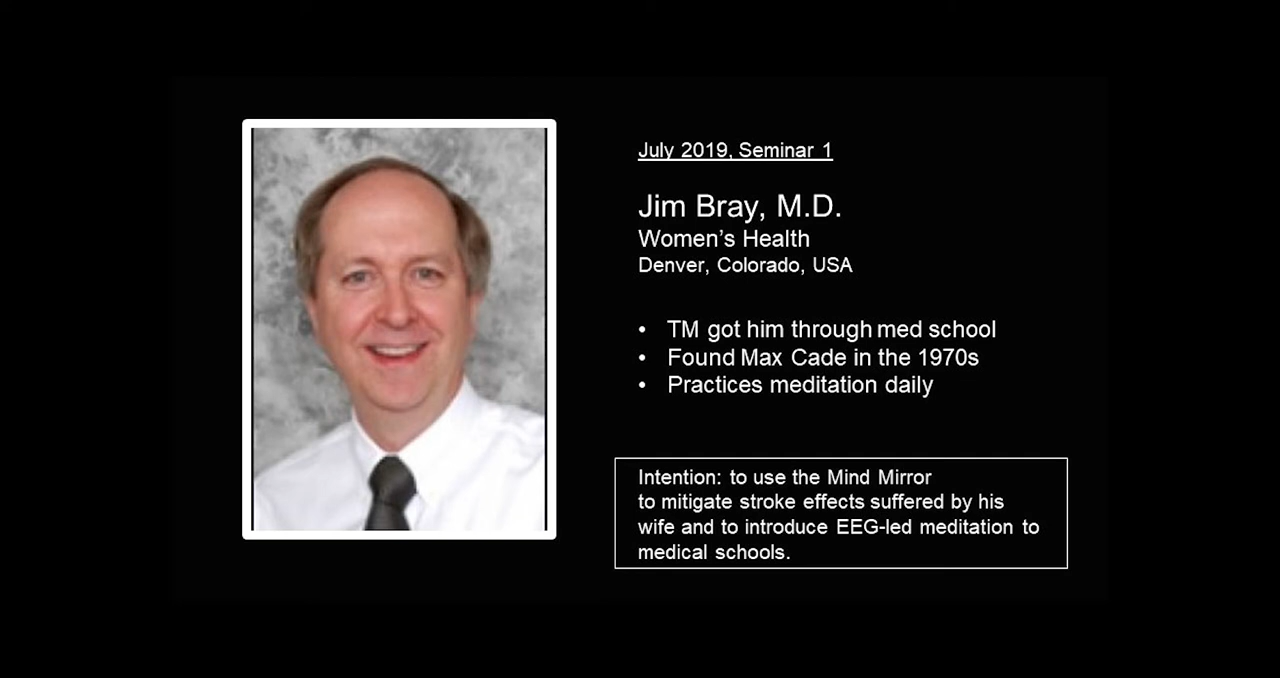 July 2019, Seminar 1
Jim Bray, M.D.
Women's Health
Denver, Colorado, USA
• TM got him through med school
• Found Max Cade in the 1970s
• Practices meditation daily
Intention: to use the Mind Mirror
to mitigate stroke effects suffered by his
wife and to introduce EEG-led meditation to
medical schools.